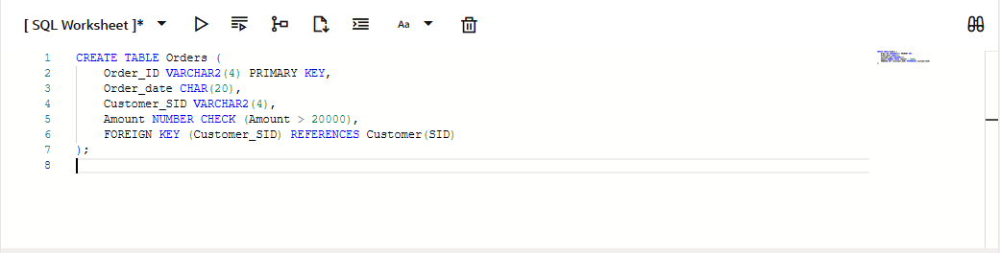 [ SQL Worksheet ]* Aa
1 CREATE TABLE Orders (
2 Order_ID VARCHAR2(4) PRIMARY KEY,
3 Order_date CHAR(20),
4 Customer_SID VARCHAR2(4),
5 Amount NUMBER CHECK (Amount > 20000),
6 FOREIGN KEY (Customer_SID) REFERENCES Customer(SID)
7 );
8